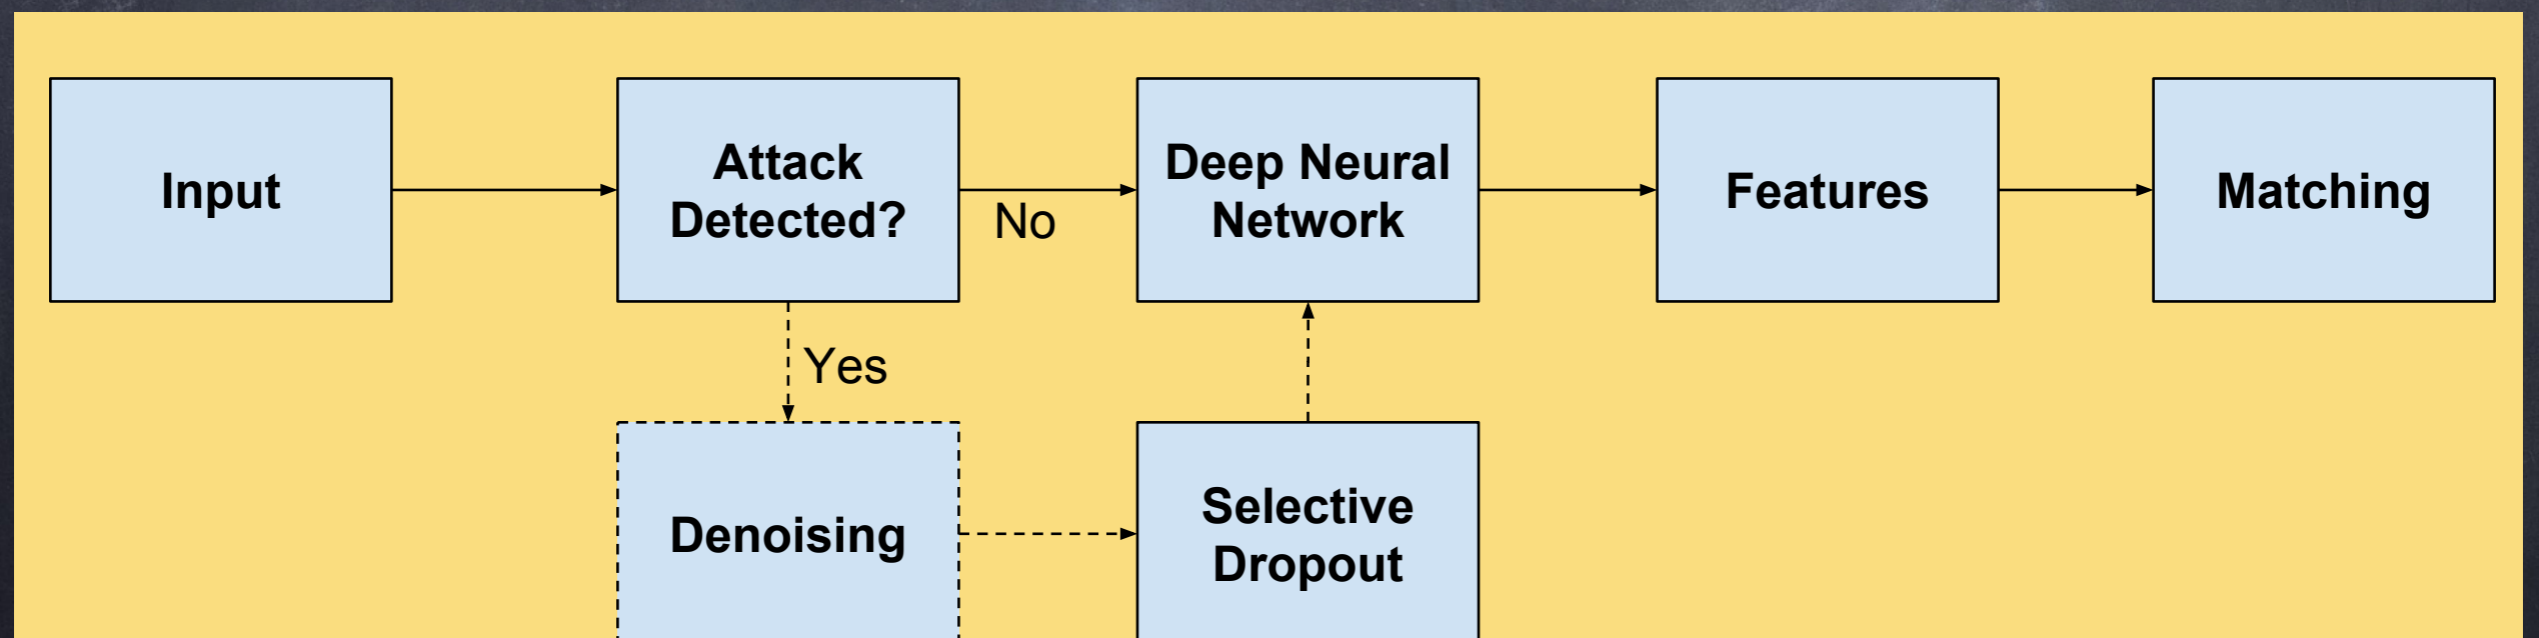 Input
Attack
Detected?
No
Deep Neural
Network
Features
Matching
Yes
Denoising
Selective
Dropout